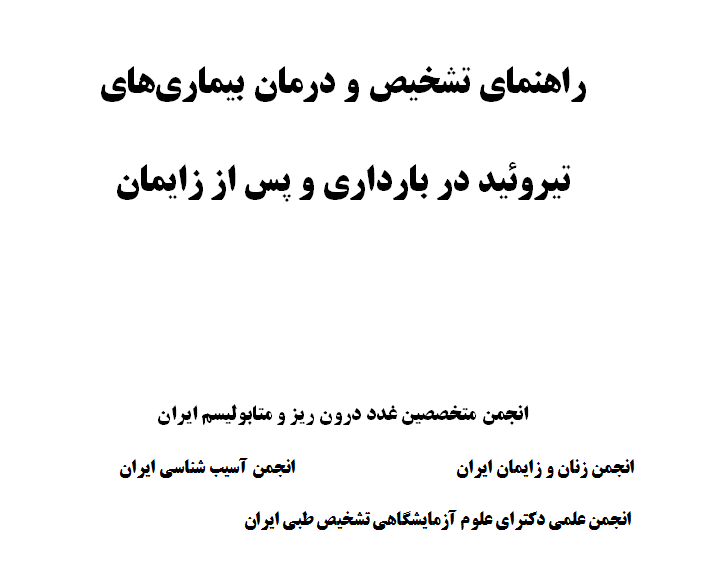 راهنمای تشخیص و درمان بیماری‌های
تیروئید در بارداری و پس از زایمان
انجمن متخصصین غدد درون ریز و متابولیسم ایران
انجمن زنان و زایمان ایران
انجمن آسیب شناسی ایران
انجمن علمی دکترای علوم آزمایشگاهی تشخیص طبی ایران